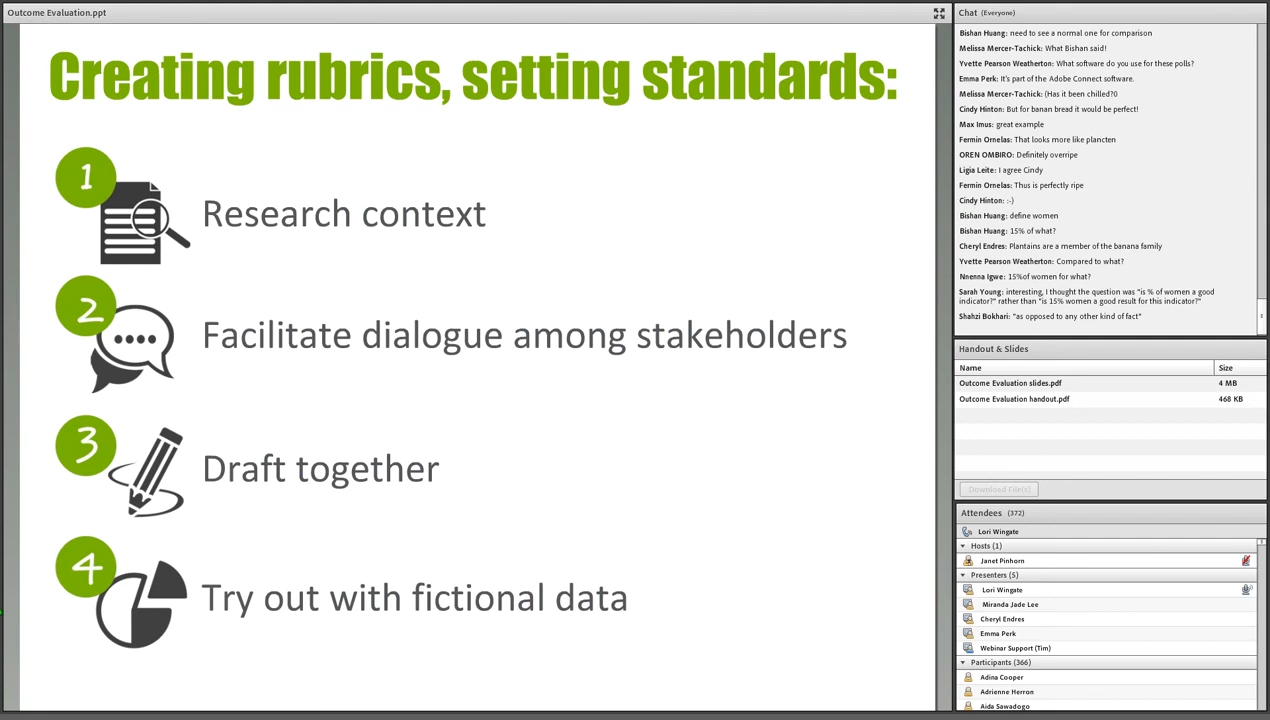 Outcome Evaluation.ppt
Creating rubrics, setting standards:
1
Research context
2
Facilitate dialogue among stakeholders
3
Draft together
4
Try out with fictional data
Chat (Everyone)
Bishan Huang: need to see a normal one for comparison
Melissa Mercer-Tachick: What Bishan said!
Yvette Pearson Weatherton: What software do you use for these polls?
Emma Perk: It's part of the Adobe Connect software.
Melissa Mercer-Tachick: (Has it been chilled?0
Cindy Hinton: But for banan bread it would be perfect!
Max Imus: great example
Fermin Ornelas: That looks more like plancten
OREN OMBIRO: Definitely overripe
Ligia Leite: I agree Cindy
Fermin Ornelas: Thus is perfectly ripe
Cindy Hinton: :-)
Bishan Huang: define women
Bishan Huang: 15% of what?
Cheryl Endres: Plantains are a member of the banana family
Yvette Pearson Weatherton: Compared to what?
Nnenna Igwe: 15%of women for what?
Sarah Young: interesting, I thought the question was "is % of women a good
indicator?" rather than "is 15% women a good result for this indicator?"
Shahzi Bokhari: "as opposed to any other kind of fact"
Handout & Slides
Name Size
Outcome Evaluation slides.pdf 4 MB
Outcome Evaluation handout.pdf 468 KB
Download File(s)
Attendees (372)
Lori Wingate
Hosts (1)
Janet Pinhorn
Presenters (5)
Lori Wingate
Miranda Jade Lee
Cheryl Endres
Emma Perk
Webinar Support (Tim)
Participants (366)
Adina Cooper
Adrienne Herron
Aida Sawadogo